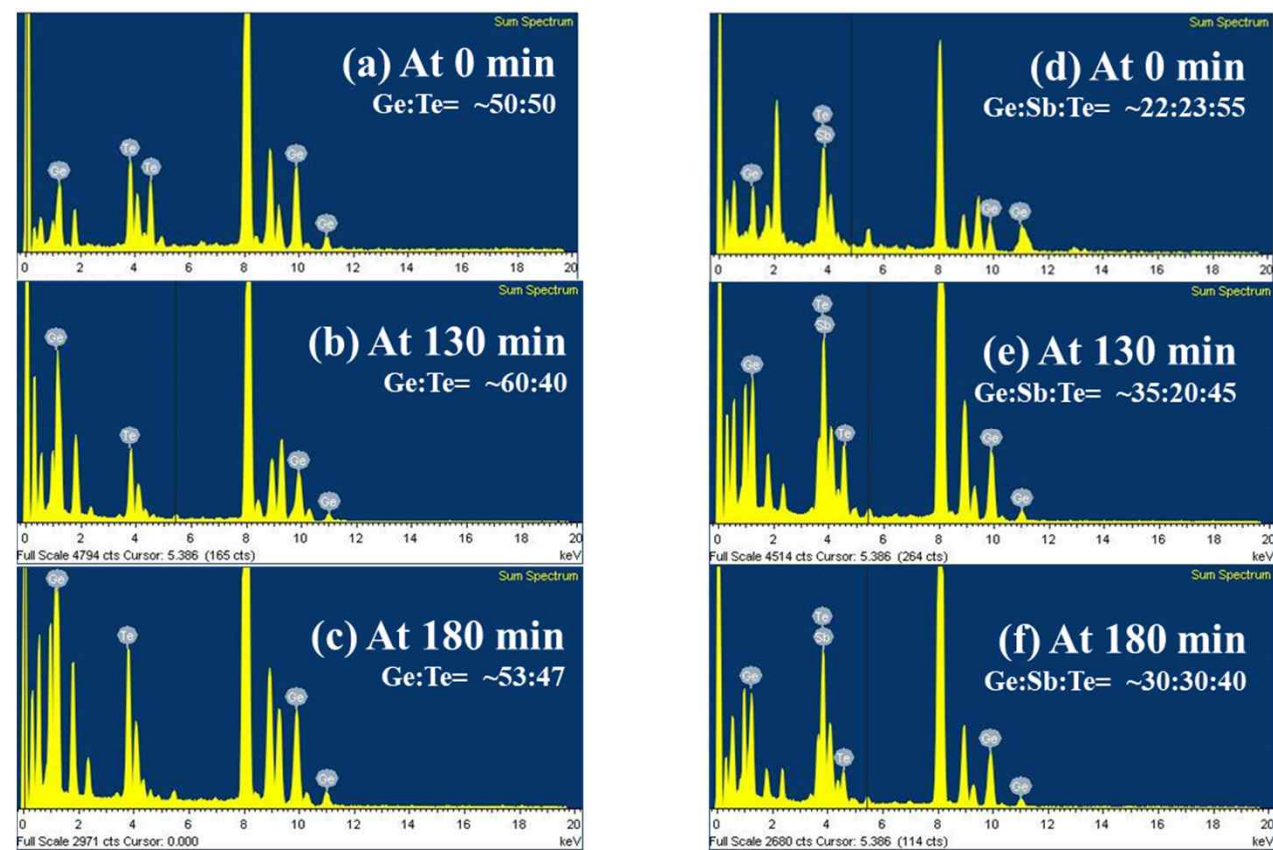 Sum Spectrum
(a) At 0 min
Ge:Te= ~50:50
Te
Te
Ge
Ge
Ge
0 2 4 6 8 10 12 14 16 18 20
Sum Spectrum
(b) At 130 min
Ge:Te= ~60:40
Ge
Te
Ge
Ge
0 2 4 6 8 10 12 14 16 18 20
Full Scale 4794 cts Cursor: 5.386 (165 cts) keV
Sum Spectrum
Ge
(c) At 180 min
Ge:Te= ~53:47
Te
Ge
Ge
0 2 4 6 8 10 12 14 16 18 20
Full Scale 2971 cts Cursor: 0.000 keV
Sum Spectrum
(d) At 0 min
Ge:Sb:Te= ~22:23:55
Te
Sb
Ge
Ge
Ge
0 2 4 6 8 10 12 14 16 18 20
Sum Spectrum
Te
Sb
(e) At 130 min
Ge:Sb:Te= ~35:20:45
Ge
Te
Ge
Ge
0 2 4 6 8 10 12 14 16 18 20
Full Scale 4514 cts Cursor: 5.386 (264 cts) keV
Sum Spectrum
Te
Sb
(f) At 180 min
Ge:Sb:Te= ~30:30:40
Ge
Te
Ge
Ge
0 2 4 6 8 10 12 14 16 18 20
Full Scale 2680 cts Cursor: 5.386 (114 cts) keV